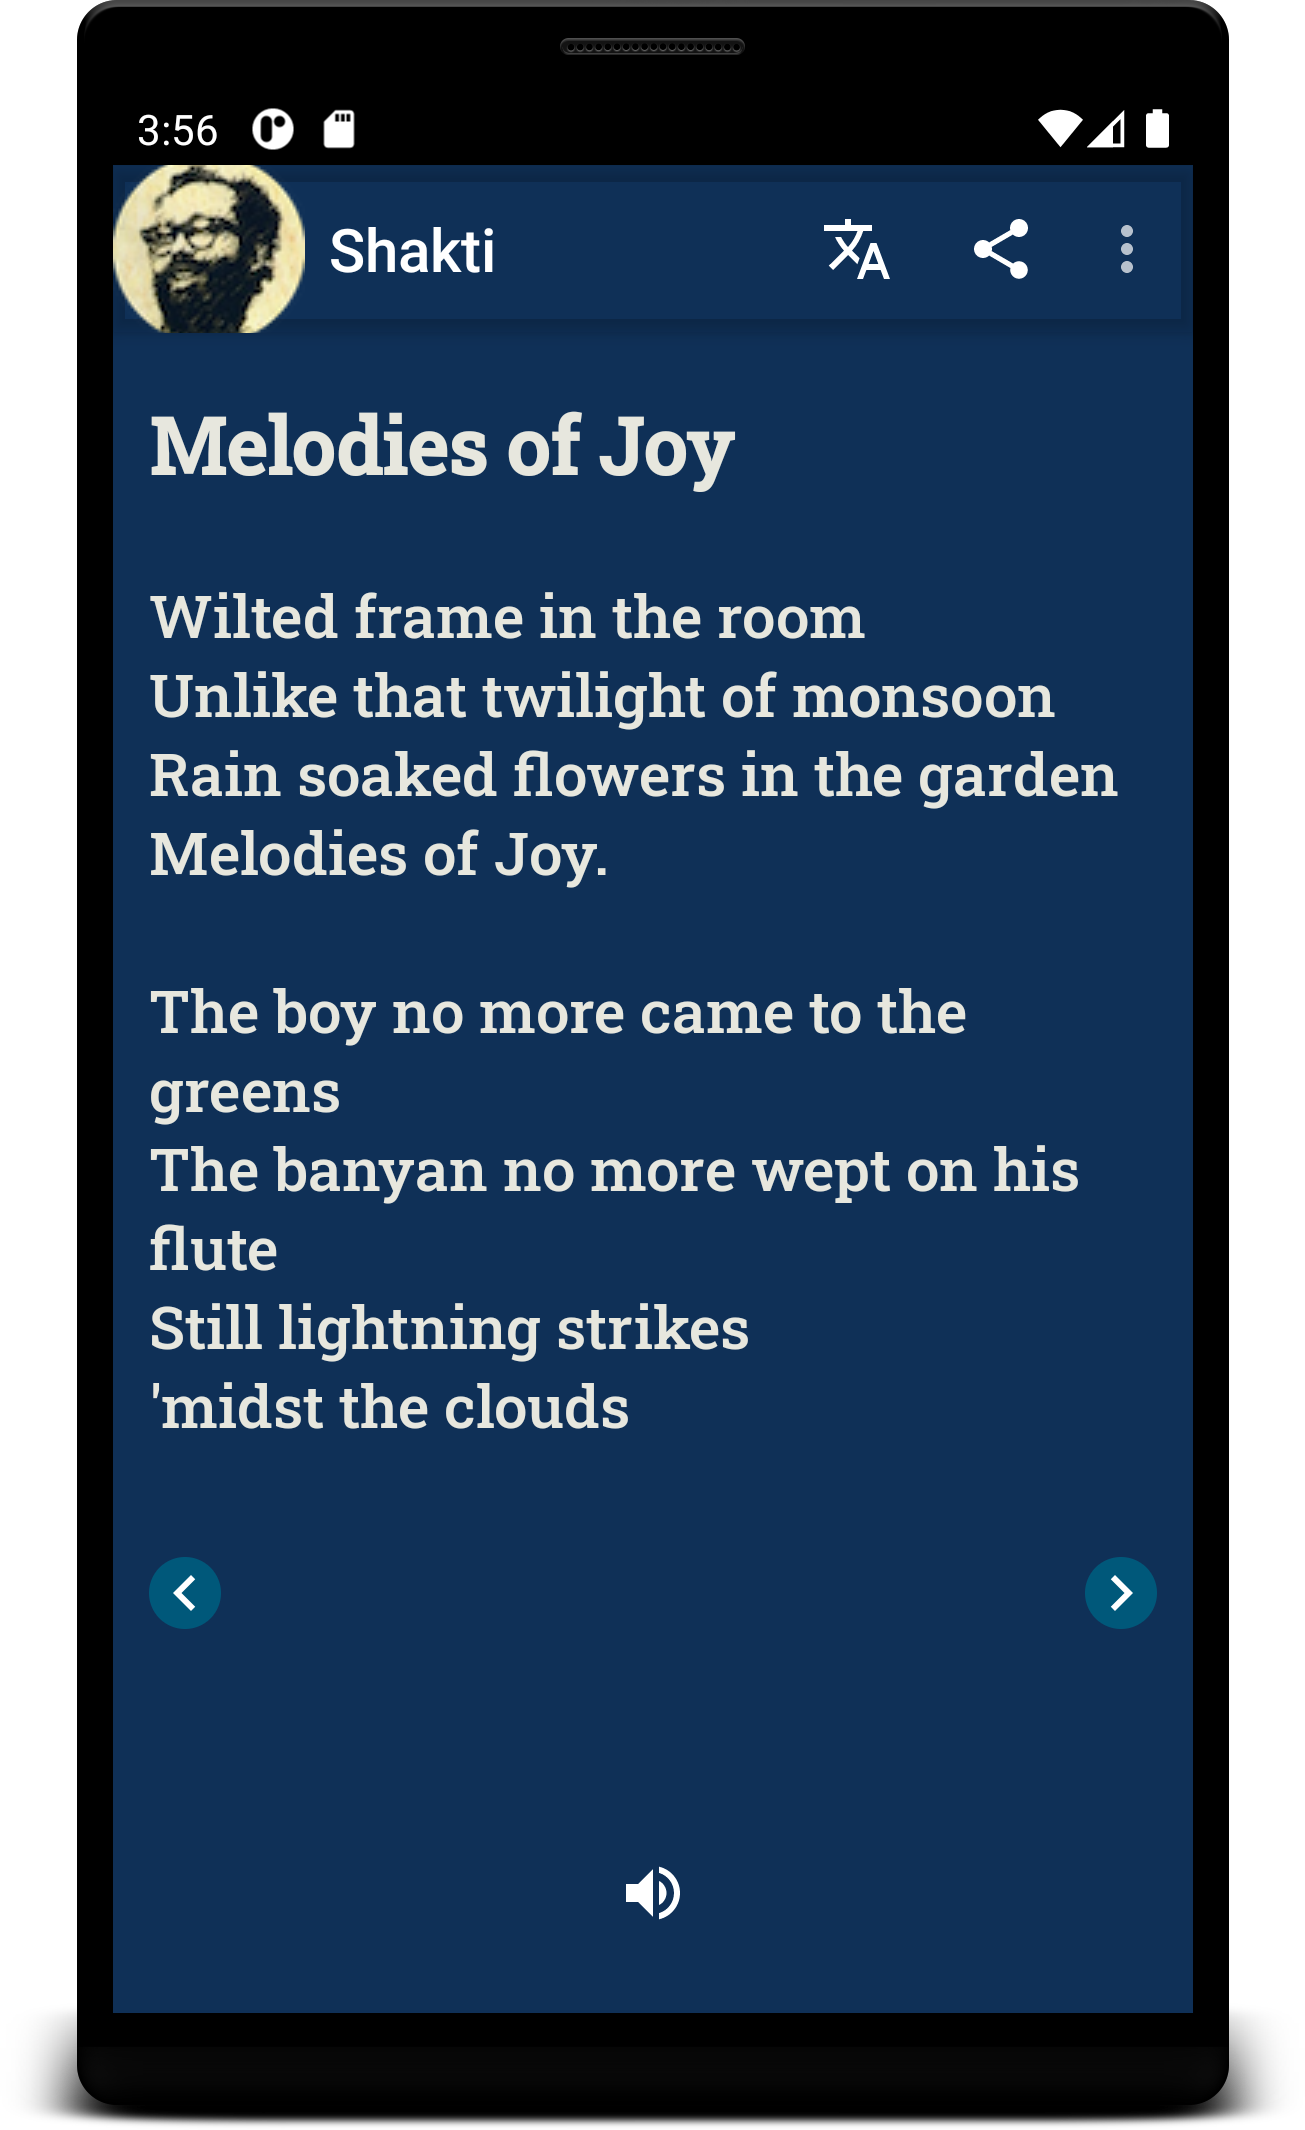 3:56
Shakti
Melodies of Joy
Wilted frame in the room
Unlike that twilight of monsoon
Rain soaked flowers in the garden
Melodies of Joy.
The boy no more came to the
greens
The banyan no more wept on his
flute
Still lightning strikes
'midst the clouds